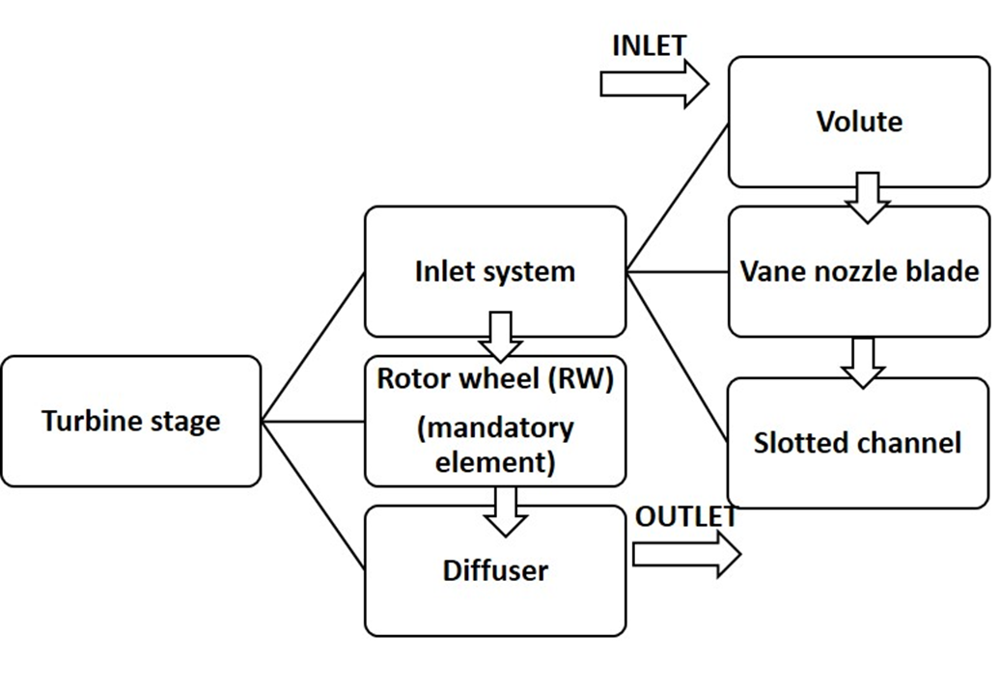 INLET
Volute
Inlet system
Vane nozzle blade
Rotor wheel (RW)
(mandatory
element)
Turbine stage
Slotted channel
OUTLET
Diffuser